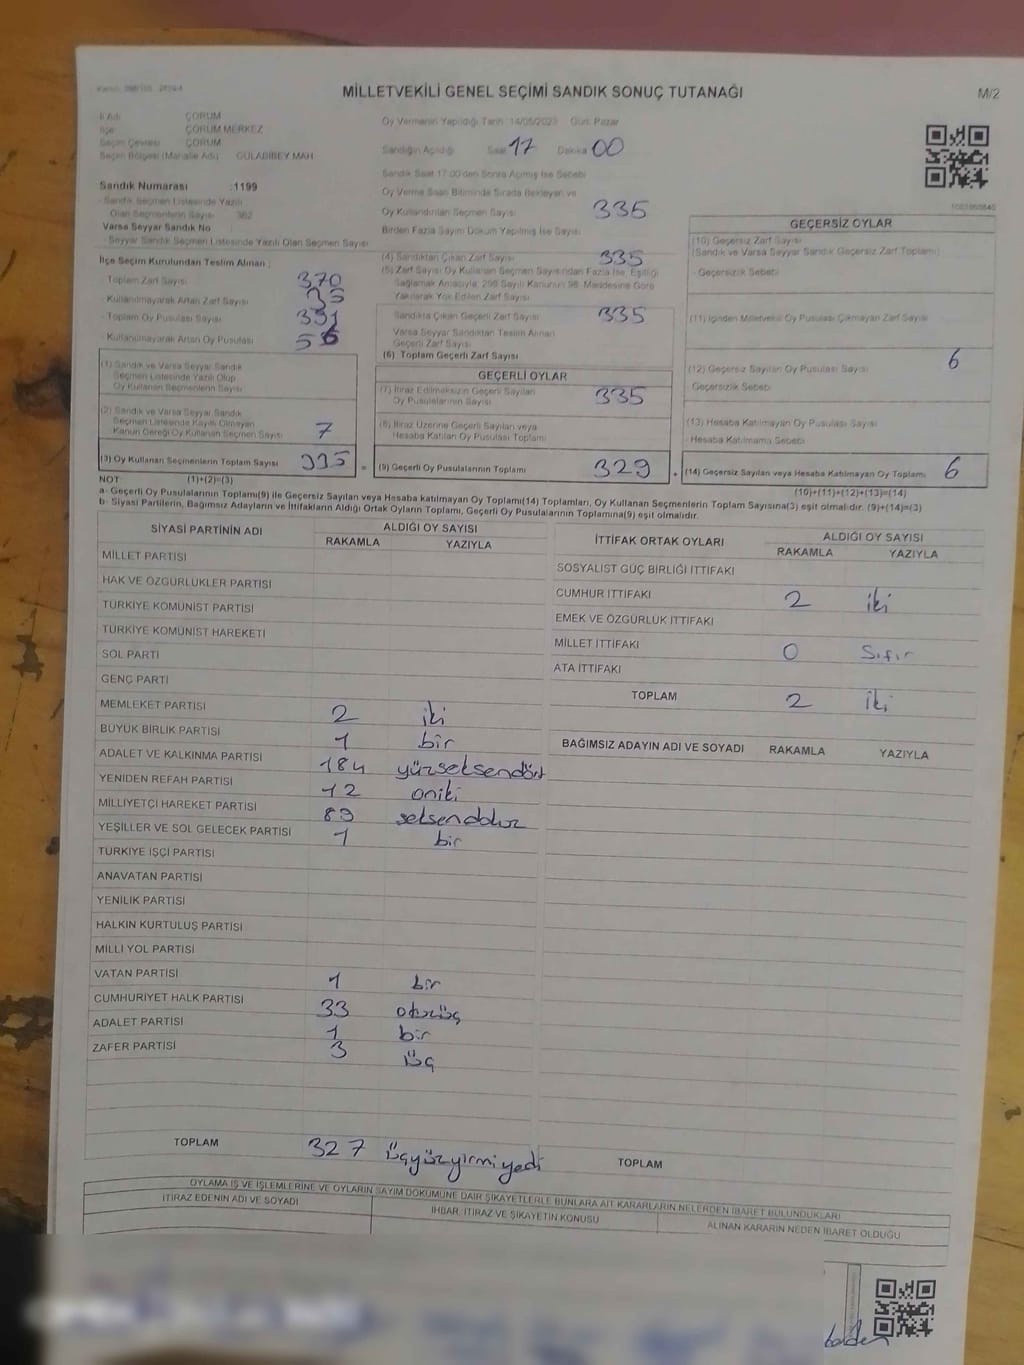 MİLLETVEKİLİ GENEL SEÇİMİ SANDIK SONUÇ TUTANAĞI
M/2
İl Adı ÇORUM
İlçe ÇORUM MERKEZ
Seçim Çevresi ÇORUM
Seçim Bölgesi (Mahalle Adı) GÜLABİBEY MAH
Sandık Numarası :1199
Sandık Seçmen Listesinde Yazılı
Olan Seçmenlerin Sayısı 362
Varsa Seyyar Sandık No
Seyyar Sandık Seçmen Listesinde Yazılı Olan Seçmen Sayısı
İlçe Seçim Kurulundan Teslim Alınan ;
Toplam Zarf Sayısı 370
Kullanılmayarak Artan Zarf Sayısı 35
Toplam Oy Pusulası Sayısı 391
Kullanılmayarak Artan Oy Pusulası 56
(1) Sandık ve Varsa Seyyar Sandık
Seçmen Listesinde Yazılı Olup
Oy Kullanan Seçmenlerin Sayısı
(2) Sandık ve Varsa Seyyar Sandık
Seçmen Listesinde Kayıtlı Olmayan
Kanun Gereği Oy Kullanan Seçmen Sayısı 7
(3) Oy Kullanan Seçmenlerin Toplam Sayısı 335 =
Oy Vermenin Yapıldığı Tarih :14/05/2023 Gün: Pazar
Sandığın Açıldığı Saat 17 Dakika 00
Sandık Saat 17:00'den Sonra Açılmış İse Sebebi
Oy Verme Saati Bitiminde Sırada Bekleyen ve
Oy Kullandırılan Seçmen Sayısı 335
Birden Fazla Sayım Döküm Yapılmış İse Sayısı
(4) Sandıktan Çıkan Zarf Sayısı 335
(5) Zarf Sayısı Oy Kullanan Seçmen Sayısından Fazla İse, Eşitliği
Sağlamak Amacıyla, 298 Sayılı Kanunun 98. Maddesine Göre
Yakılarak Yok Edilen Zarf Sayısı
Sandıkta Çıkan Geçerli Zarf Sayısı 335
Varsa Seyyar Sandıktan Teslim Alınan
Geçerli Zarf Sayısı
(6) Toplam Geçerli Zarf Sayısı
GEÇERLİ OYLAR
(7) İtiraz Edilmeksizin Geçerli Sayılan
Oy Pusulalarının Sayısı 335
(8) İtiraz Üzerine Geçerli Sayılan veya
Hesaba Katılan Oy Pusulası Toplamı
(9) Geçerli Oy Pusulalarının Toplamı 329 +
GEÇERSİZ OYLAR
(10) Geçersiz Zarf Sayısı
(Sandık ve Varsa Seyyar Sandık Geçersiz Zarf Toplamı)
- Geçersizlik Sebebi
(11) İçinden Milletvekili Oy Pusulası Çıkmayan Zarf Sayısı
(12) Geçersiz Sayılan Oy Pusulası Sayısı 6
Geçersizlik Sebebi
(13) Hesaba Katılmayan Oy Pusulası Sayısı
- Hesaba Katılmama Sebebi
(14) Geçersiz Sayılan veya Hesaba Katılmayan Oy Toplamı 6
NOT (1)+(2)=(3) (10)+(11)+(12)+(13)=(14)
a- Geçerli Oy Pusulalarının Toplamı(9) ile Geçersiz Sayılan veya Hesaba katılmayan Oy Toplamı(14) Toplamları, Oy Kullanan Seçmenlerin Toplam Sayısına(3) eşit olmalıdır. (9)+(14)=(3)
b- Siyasi Partilerin, Bağımsız Adayların ve İttifakların Aldığı Ortak Oyların Toplamı, Geçerli Oy Pusulalarının Toplamına(9) eşit olmalıdır.
SİYASİ PARTİNİN ADI ALDIĞI OY SAYISI
RAKAMLA YAZIYLA
MİLLET PARTİSİ
HAK VE ÖZGÜRLÜKLER PARTİSİ
TÜRKİYE KOMÜNİST PARTİSİ
TÜRKİYE KOMÜNİST HAREKETİ
SOL PARTİ
GENÇ PARTİ
MEMLEKET PARTİSİ 2 iki
BÜYÜK BİRLİK PARTİSİ 1 bir
ADALET VE KALKINMA PARTİSİ 184 yüzseksendört
YENİDEN REFAH PARTİSİ 12 oniki
MİLLİYETÇİ HAREKET PARTİSİ 89 seksendokuz
YEŞİLLER VE SOL GELECEK PARTİSİ 1 bir
TÜRKİYE İŞÇİ PARTİSİ
ANAVATAN PARTİSİ
YENİLİK PARTİSİ
HALKIN KURTULUŞ PARTİSİ
MİLLİ YOL PARTİSİ
VATAN PARTİSİ 1 bir
CUMHURİYET HALK PARTİSİ 33 otuzüç
ADALET PARTİSİ 1 bir
ZAFER PARTİSİ 3 üç
TOPLAM 327 üçyüzyirmiyedi
İTTİFAK ORTAK OYLARI ALDIĞI OY SAYISI
RAKAMLA YAZIYLA
SOSYALİST GÜÇ BİRLİĞİ İTTİFAKI
CUMHUR İTTİFAKI 2 iki
EMEK VE ÖZGÜRLÜK İTTİFAKI
MİLLET İTTİFAKI 0 Sıfır
ATA İTTİFAKI
TOPLAM 2 iki
BAĞIMSIZ ADAYIN ADI VE SOYADI RAKAMLA YAZIYLA
TOPLAM
OYLAMA İŞ VE İŞLEMLERİNE VE OYLARIN SAYIM DÖKÜMÜNE DAİR ŞİKAYETLERLE BUNLARA AİT KARARLARIN NELERDEN İBARET BULUNDUKLARI
İTİRAZ EDENİN ADI VE SOYADI İHBAR, İTİRAZ VE ŞİKAYETİN KONUSU ALINAN KARARIN NEDEN İBARET OLDUĞU